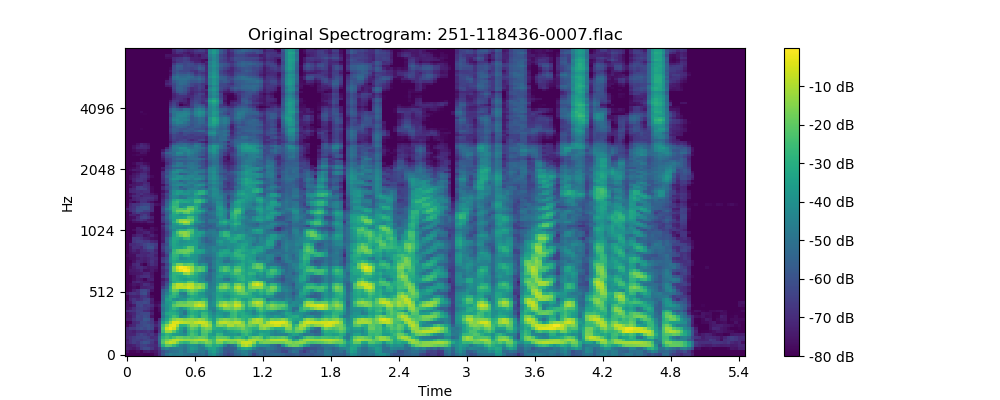 Original Spectrogram: 251-118436-0007.flac
Hz
4096
2048
1024
512
0
0 0.6 1.2 1.8 2.4 3 3.6 4.2 4.8 5.4
Time
-10 dB
-20 dB
-30 dB
-40 dB
-50 dB
-60 dB
-70 dB
-80 dB